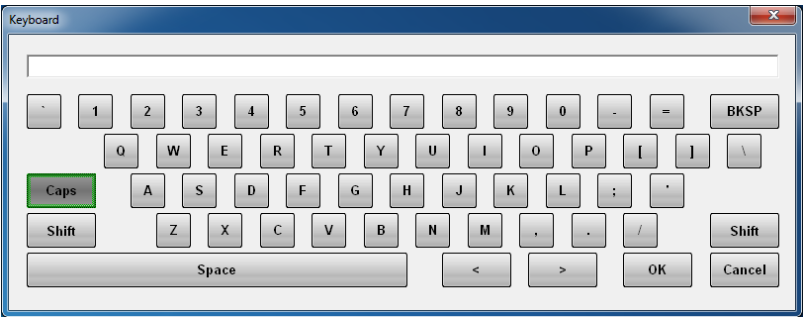 Keyboard
` 1 2 3 4 5 6 7 8 9 0 - = BKSP
Q W E R T Y U I O P [ ] \
Caps A S D F G H J K L ; '
Shift Z X C V B N M , . / Shift
Space < > OK Cancel